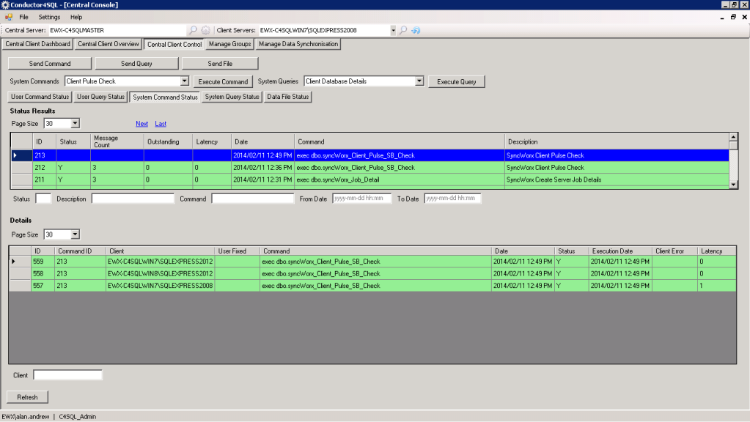 Conductor4SQL - [Central Console]
File Settings Help
Central Server: EWX-C4SQLMASTER Client Servers: EWX-C4SQLWIN7\SQLEXPRESS2008
Central Client Dashboard Central Client Overview Central Client Control Manage Groups Manage Data Synchronisation
Send Command Send Query Send File
System Commands Client Pulse Check Execute Command System Queries Client Database Details Execute Query
User Command Status User Query Status System Command Status System Query Status Data File Status
Status Results
Page Size 30 Next Last
ID Status Message Count Outstanding Latency Date Command Description
213 2014/02/11 12:49 PM exec dbo.syncWorx_Client_Pulse_SB_Check SyncWorx Client Pulse Check
212 Y 3 0 0 2014/02/11 12:36 PM exec dbo.syncWorx_Client_Pulse_SB_Check SyncWorx Client Pulse Check
211 Y 3 0 0 2014/02/11 12:31 PM exec dbo.syncWorx_Job_Detail SyncWorx Create Server Job Details
Status Description Command From Date yyyy-mm-dd hh:mm To Date yyyy-mm-dd hh:mm
Details
Page Size 30
ID Command ID Client User Fixed Command Date Status Execution Date Client Error Latency
559 213 EWX-C4SQLWIN7\SQLEXPRESS2012 exec dbo.syncWorx_Client_Pulse_SB_Check 2014/02/11 12:49 PM Y 2014/02/11 12:49 PM 0
558 213 EWX-C4SQLWIN8\SQLEXPRESS2012 exec dbo.syncWorx_Client_Pulse_SB_Check 2014/02/11 12:49 PM Y 2014/02/11 12:49 PM 0
557 213 EWX-C4SQLWIN7\SQLEXPRESS2008 exec dbo.syncWorx_Client_Pulse_SB_Check 2014/02/11 12:49 PM Y 2014/02/11 12:49 PM 1
Client
Refresh
EWX\alan.andrew | C4SQL_Admin